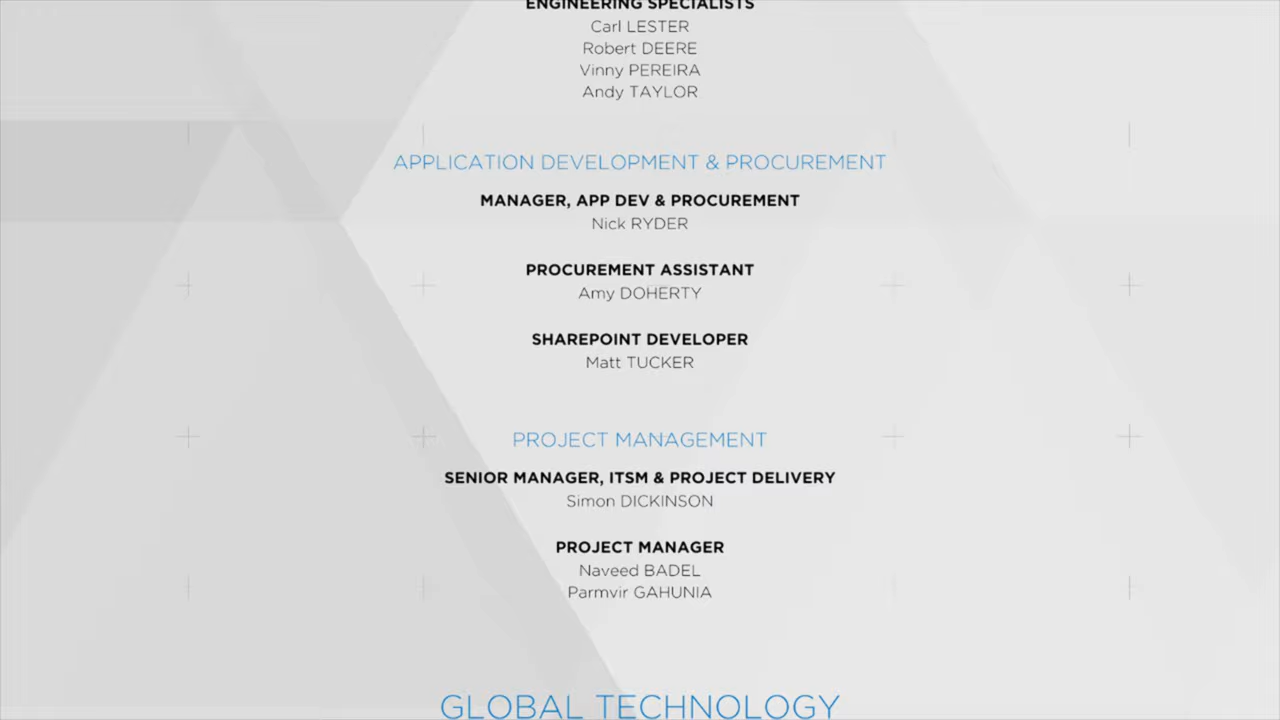 ENGINEERING SPECIALISTS
Carl LESTER
Robert DEERE
Vinny PEREIRA
Andy TAYLOR
APPLICATION DEVELOPMENT & PROCUREMENT
MANAGER, APP DEV & PROCUREMENT
Nick RYDER
PROCUREMENT ASSISTANT
Amy DOHERTY
SHAREPOINT DEVELOPER
Matt TUCKER
PROJECT MANAGEMENT
SENIOR MANAGER, ITSM & PROJECT DELIVERY
Simon DICKINSON
PROJECT MANAGER
Naveed BADEL
Parmvir GAHUNIA
GLOBAL TECHNOLOGY